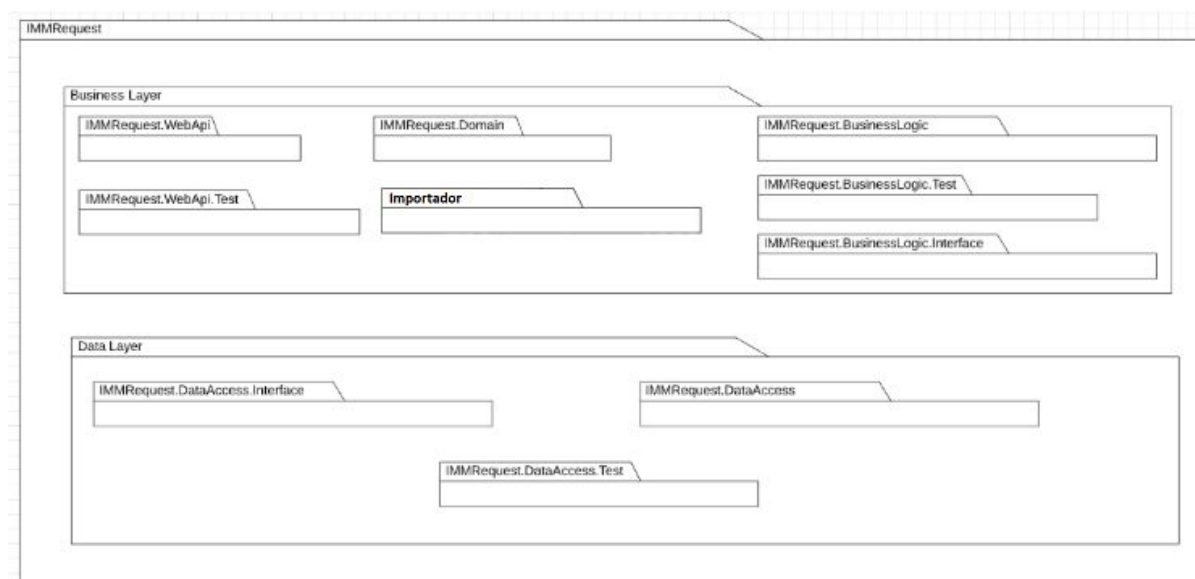 IMMRequest
Business Layer
IMMRequest.WebApi
IMMRequest.Domain
IMMRequest.BusinessLogic
IMMRequest.WebApi.Test
Importador
IMMRequest.BusinessLogic.Test
IMMRequest.BusinessLogic.Interface
Data Layer
IMMRequest.DataAccess.Interface
IMMRequest.DataAccess
IMMRequest.DataAccess.Test